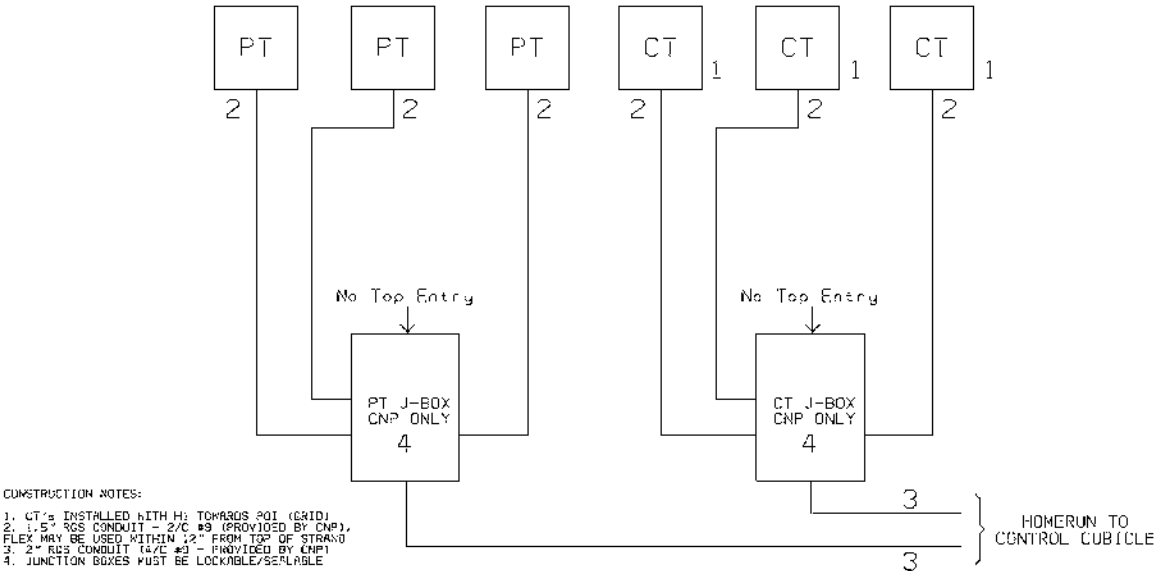 PT PT PT CT CT CT
1 1 1
2 2 2 2 2 2
No Top Entry No Top Entry
PT J-BOX CT J-BOX
CNP ONLY CNP ONLY
4 4
3
3
HOMERUN TO
CONTROL CUBICLE
CONSTRUCTION NOTES:
1. CT's INSTALLED WITH H1 TOWARDS POI (GRID)
2. 1.5" RGS CONDUIT - 2/C #9 (PROVIDED BY CNP),
FLEX MAY BE USED WITHIN 12" FROM TOP OF STRAND
3. 2" RGS CONDUIT (4/C #9 - PROVIDED BY CNP)
4. JUNCTION BOXES MUST BE LOCKABLE/SEALABLE